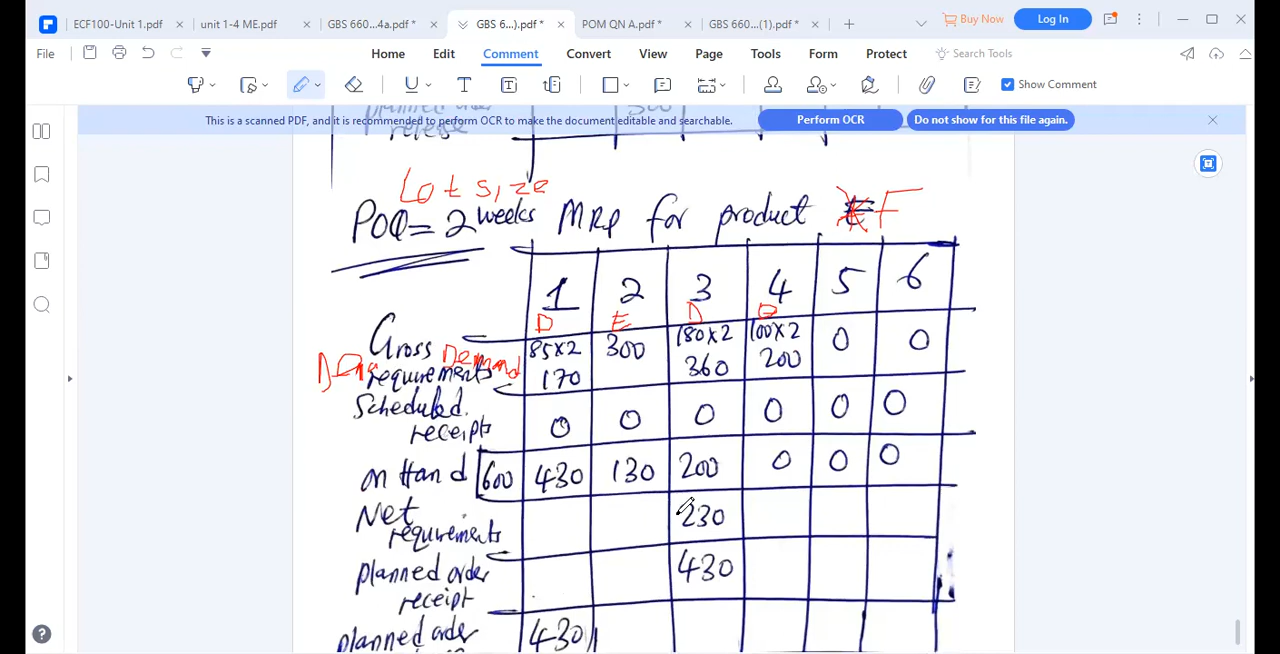 ECF100-Unit 1.pdf
unit 1-4 ME.pdf
GBS 660...4a.pdf *
GBS 6...).pdf *
POM QN A.pdf *
GBS 660...(1).pdf *
Buy Now
Log In
File
Home
Edit
Comment
Convert
View
Page
Tools
Form
Protect
Search Tools
Show Comment
This is a scanned PDF, and it is recommended to perform OCR to make the document editable and searchable.
Perform OCR
Do not show for this file again.
release
Lot size
POQ = 2 weeks MRP for product F
1 2 3 4 5 6
D E D E
Gross requirements Demand
85x2 300 180x2 100x2 0 0
170 360 200
Scheduled receipts 0 0 0 0 0 0
on Hand 600 430 130 200 0 0 0
Net requirements 230
planned order receipt 430
planned order 430